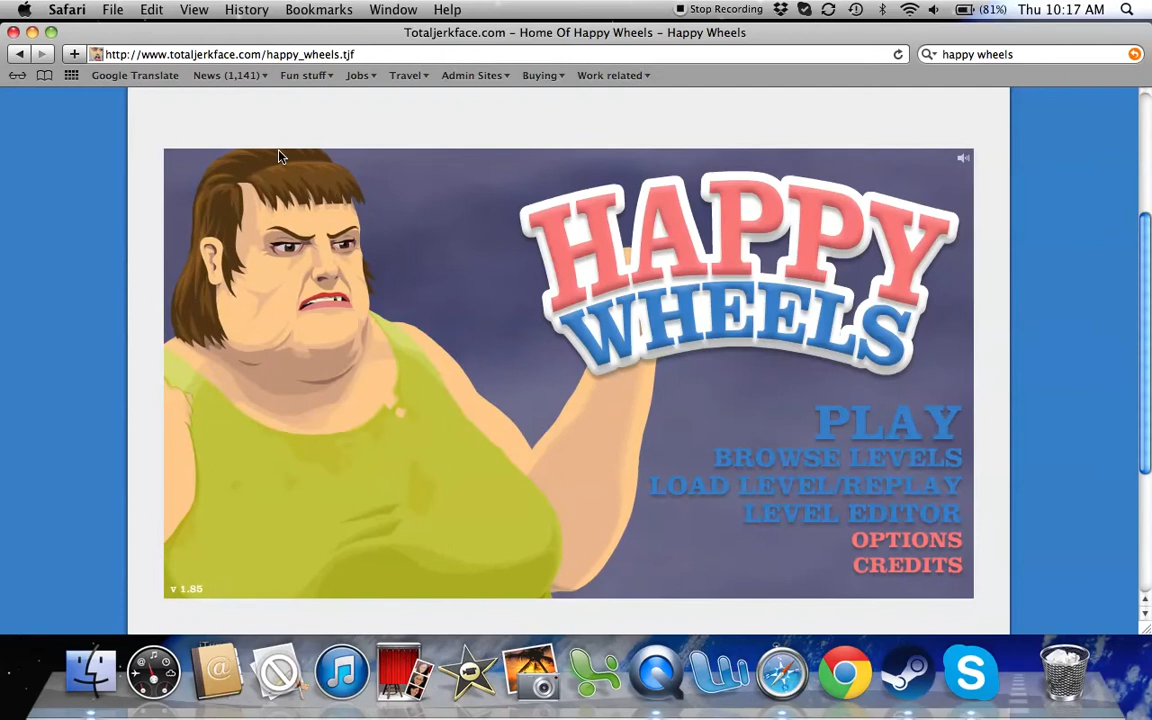 Safari File Edit View History Bookmarks Window Help Stop Recording (81%) Thu 10:17 AM
Totaljerkface.com – Home Of Happy Wheels – Happy Wheels
http://www.totaljerkface.com/happy_wheels.tjf happy wheels
Google Translate News (1,141) Fun stuff Jobs Travel Admin Sites Buying Work related
HAPPY
WHEELS
PLAY
BROWSE LEVELS
LOAD LEVEL/REPLAY
LEVEL EDITOR
OPTIONS
CREDITS
v 1.85